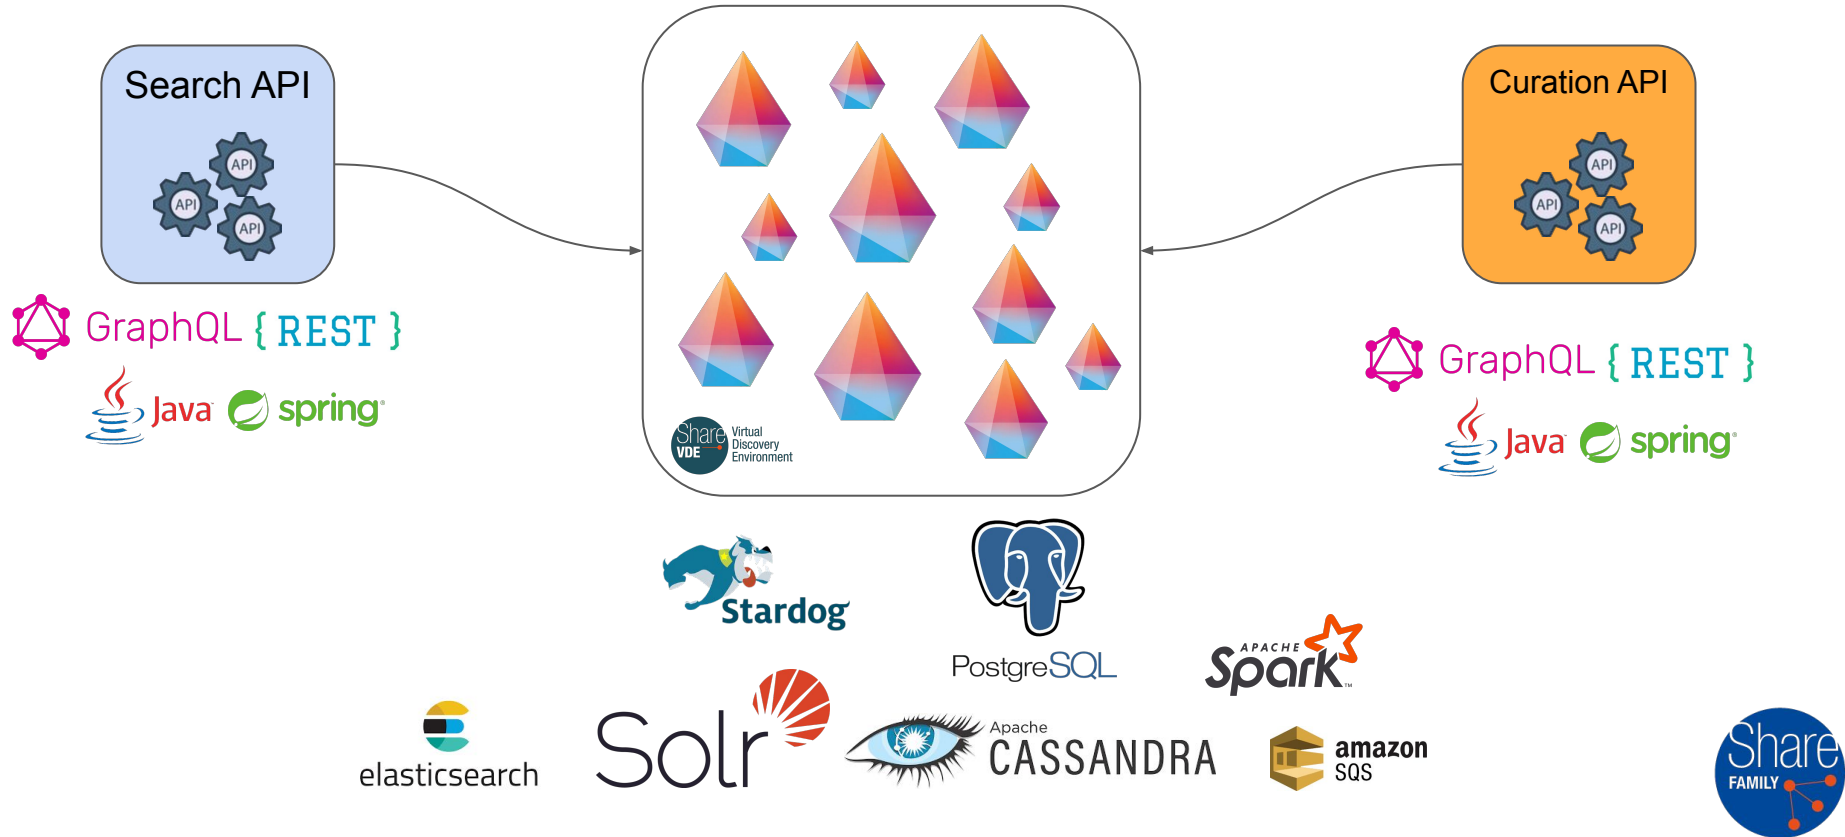 Search API
API
API
API
GraphQL { REST }
Java spring
Share
VDE
Virtual
Discovery
Environment
Curation API
API
API
API
GraphQL { REST }
Java spring
Stardog
PostgreSQL
APACHE
Spark™
elasticsearch
Solr
Apache
CASSANDRA
amazon
SQS
Share
FAMILY